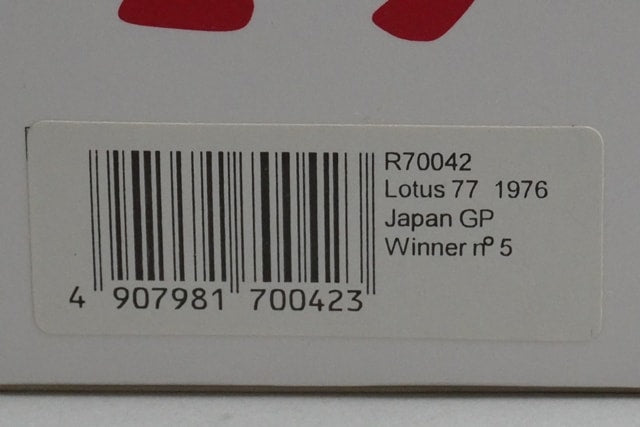 R70042
Lotus 77 1976
Japan GP
Winner nº 5
4 907981 700423